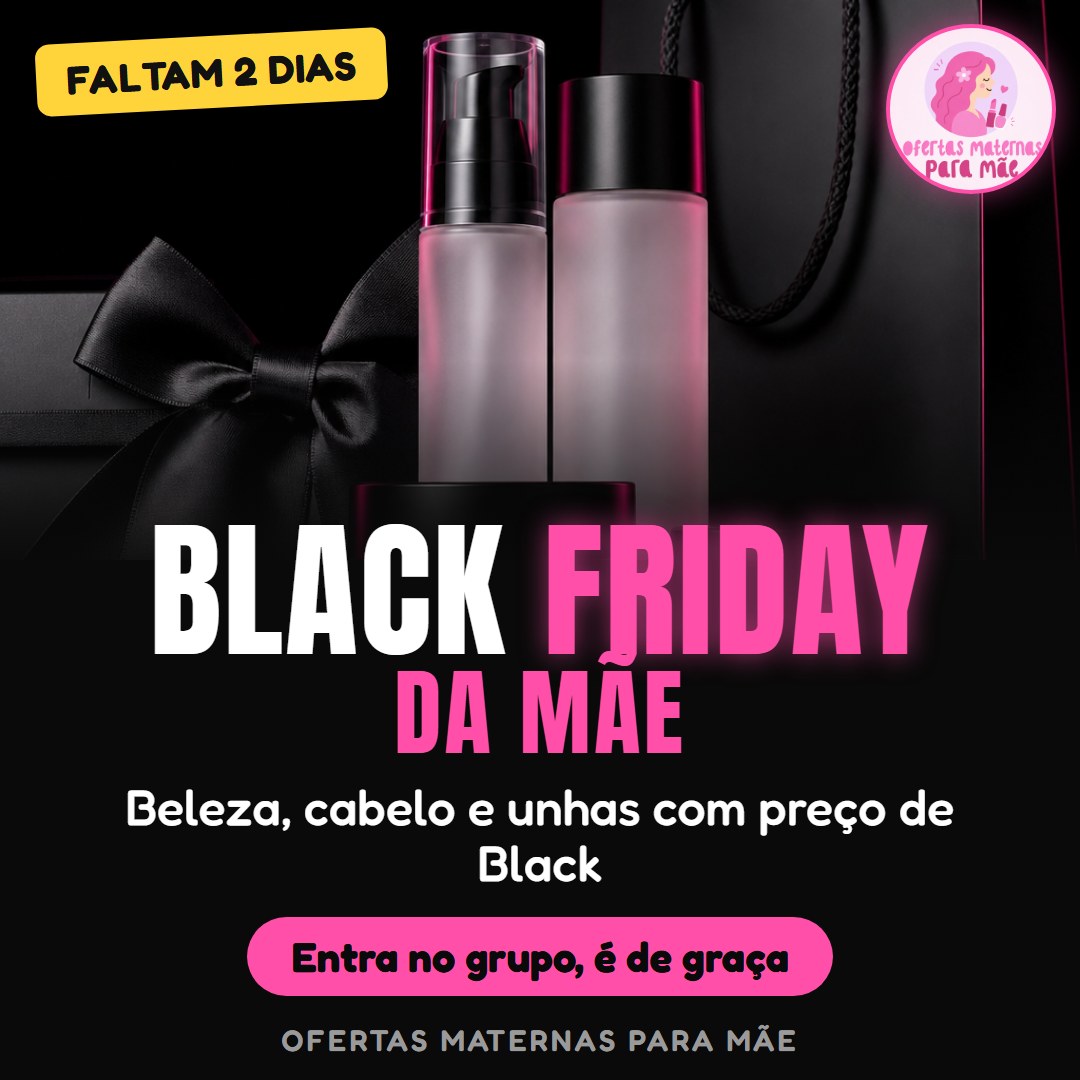 FALTAM 2 DIAS
Ofertas Maternas
para mãe
BLACK FRIDAY
DA MÃE
Beleza, cabelo e unhas com preço de
Black
Entra no grupo, é de graça
OFERTAS MATERNAS PARA MÃE